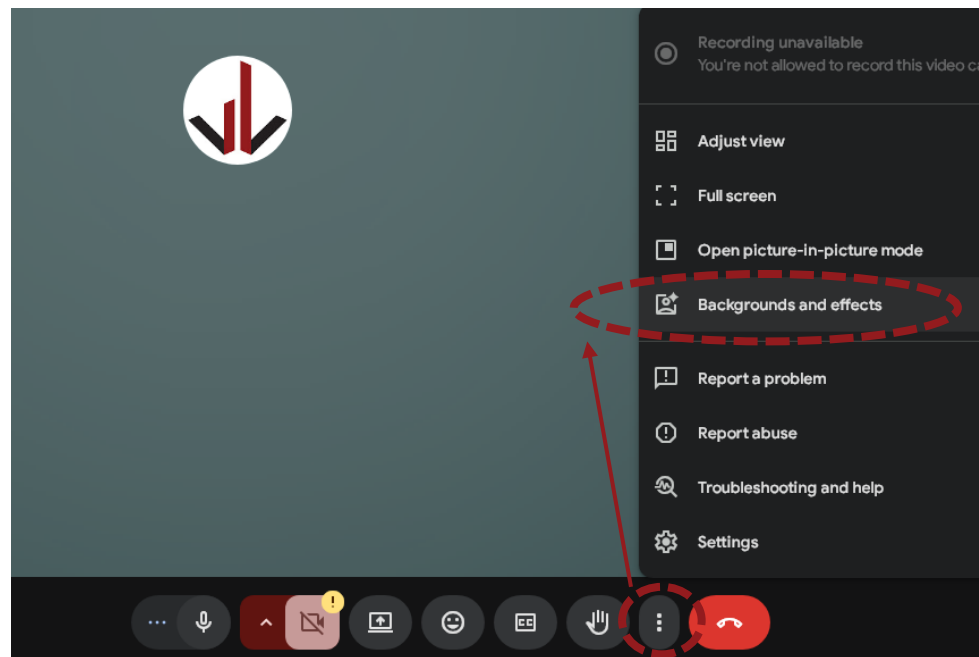 Recording unavailable
You're not allowed to record this video
Adjust view
Full screen
Open picture-in-picture mode
Backgrounds and effects
Report a problem
Report abuse
Troubleshooting and help
Settings
!
CC